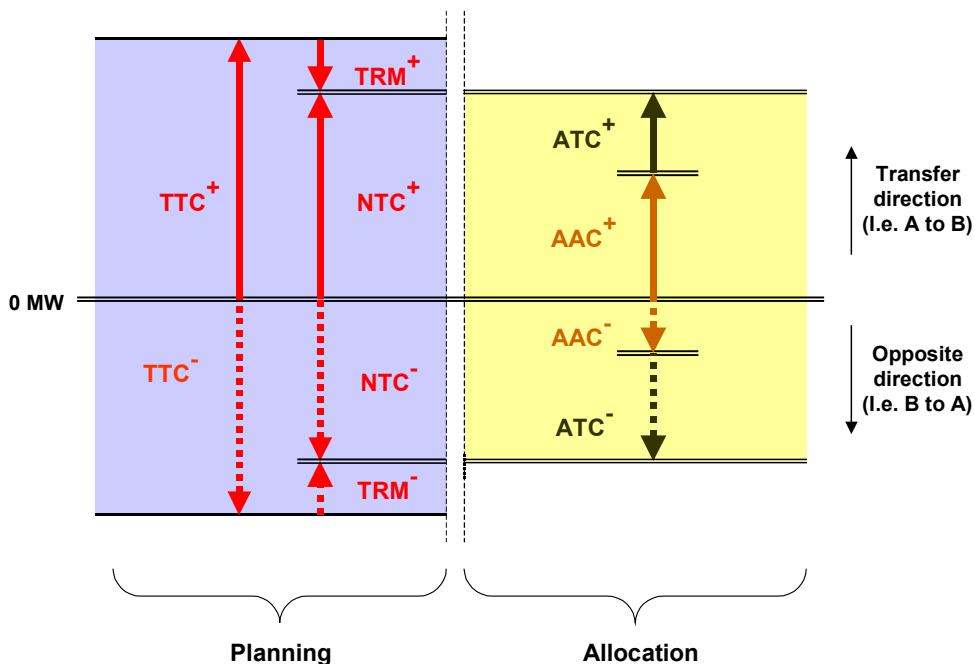 TRM+
ATC+
TTC+
NTC+
Transfer
direction
(I.e. A to B)
AAC+
0 MW
AAC-
TTC-
NTC-
Opposite
direction
(I.e. B to A)
ATC-
TRM-
Planning
Allocation